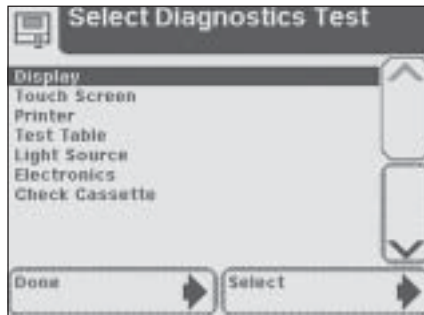 Select Diagnostics Test
Display
Touch Screen
Printer
Test Table
Light Source
Electronics
Check Cassette
Done
Select